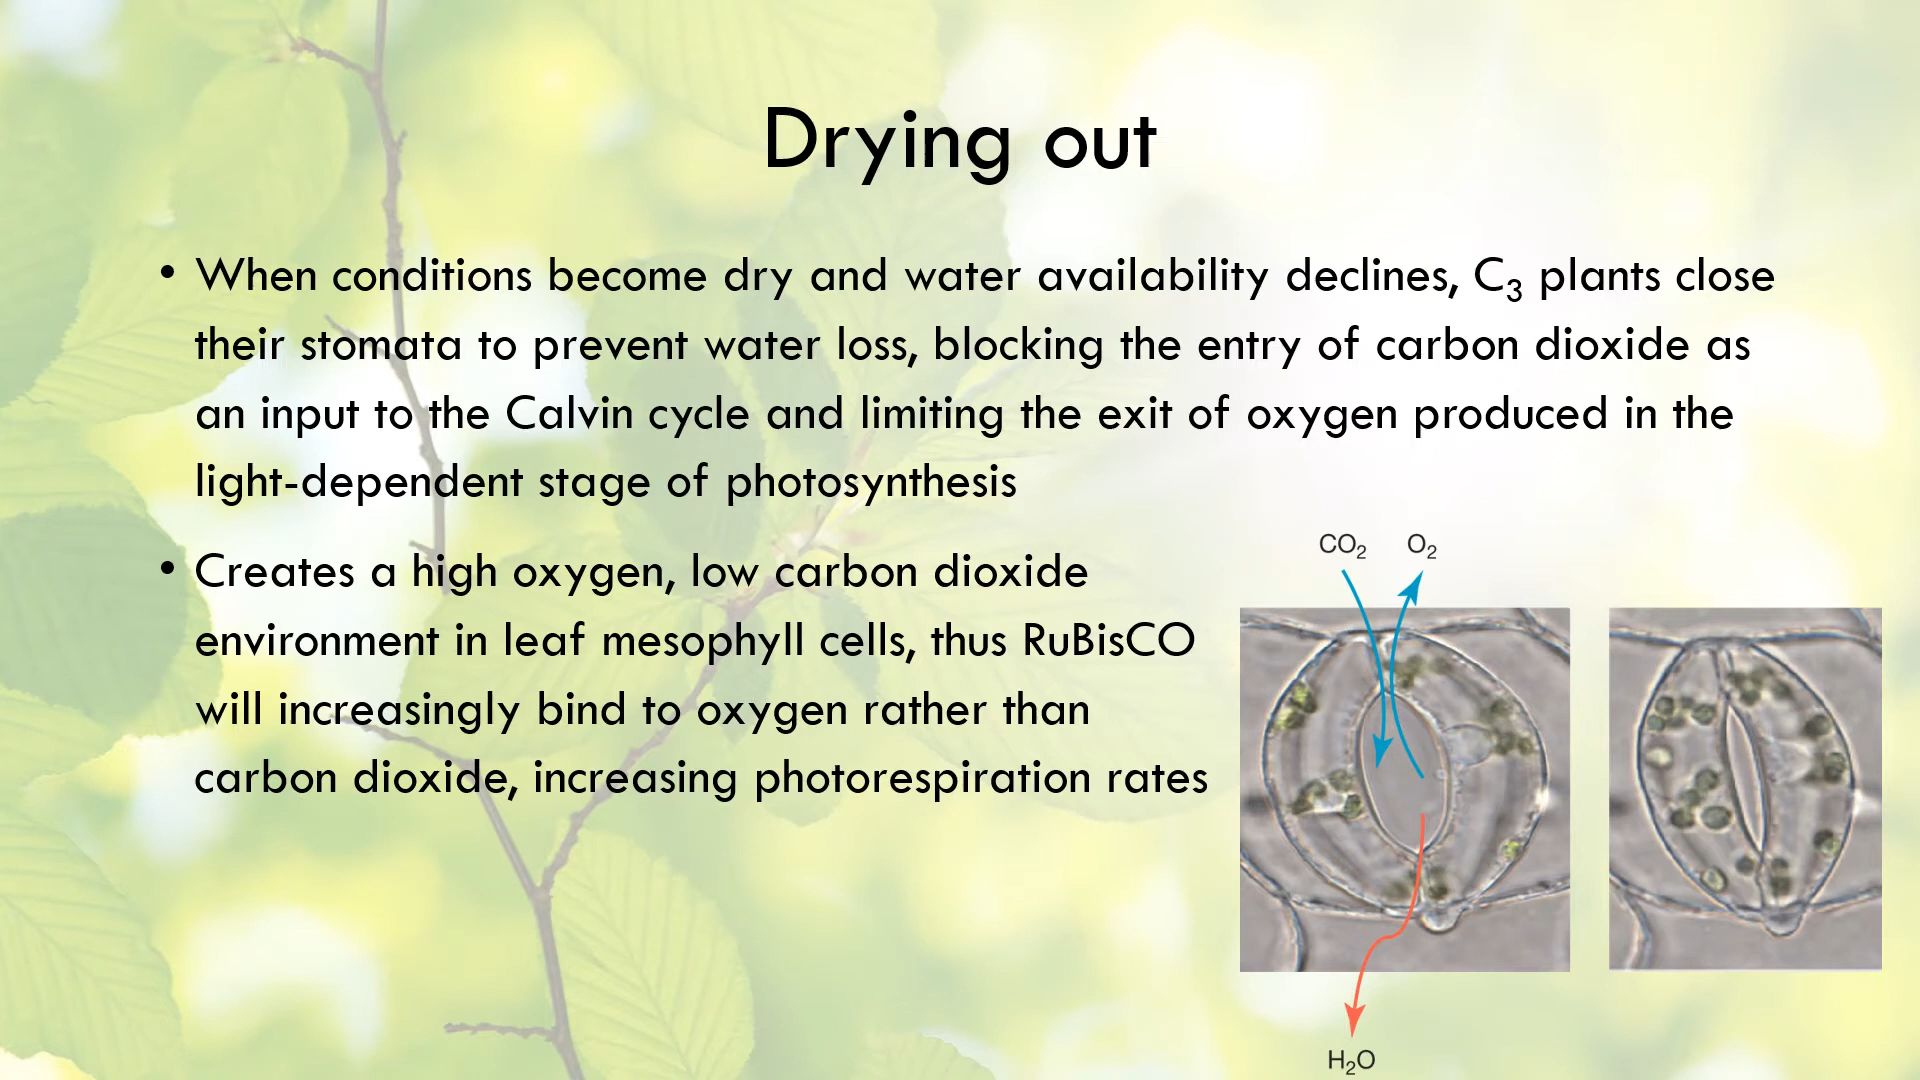 Drying out
• When conditions become dry and water availability declines, C₃ plants close
their stomata to prevent water loss, blocking the entry of carbon dioxide as
an input to the Calvin cycle and limiting the exit of oxygen produced in the
light-dependent stage of photosynthesis
• Creates a high oxygen, low carbon dioxide
environment in leaf mesophyll cells, thus RuBisCO
will increasingly bind to oxygen rather than
carbon dioxide, increasing photorespiration rates
CO₂ O₂
H₂O